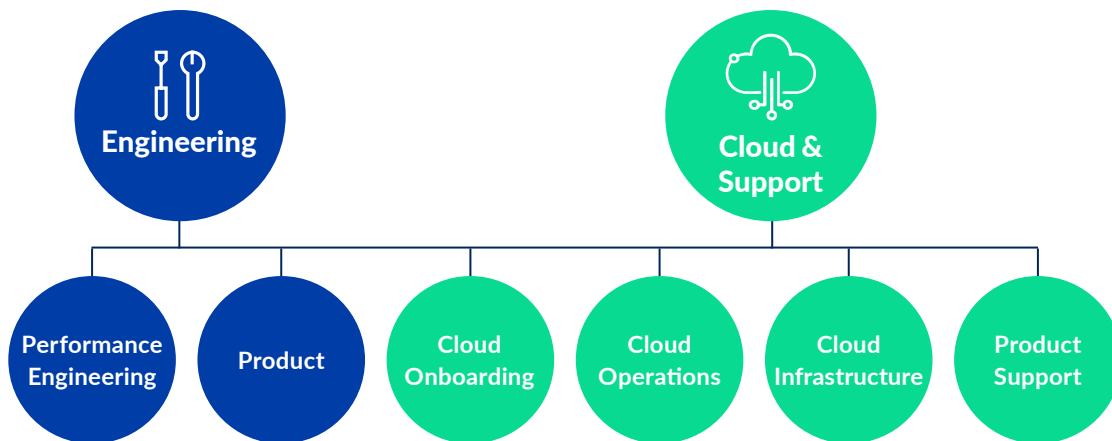 Engineering
Cloud &
Support
Performance
Engineering
Product
Cloud
Onboarding
Cloud
Operations
Cloud
Infrastructure
Product
Support